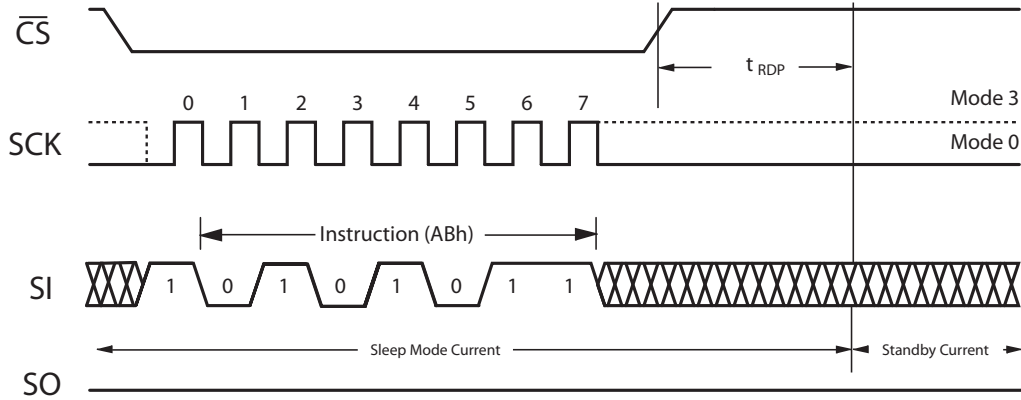 CS
t RDP
0 1 2 3 4 5 6 7
Mode 3
SCK
Mode 0
Instruction (ABh)
SI
1 0 1 0 1 0 1 1
Sleep Mode Current
Standby Current
SO